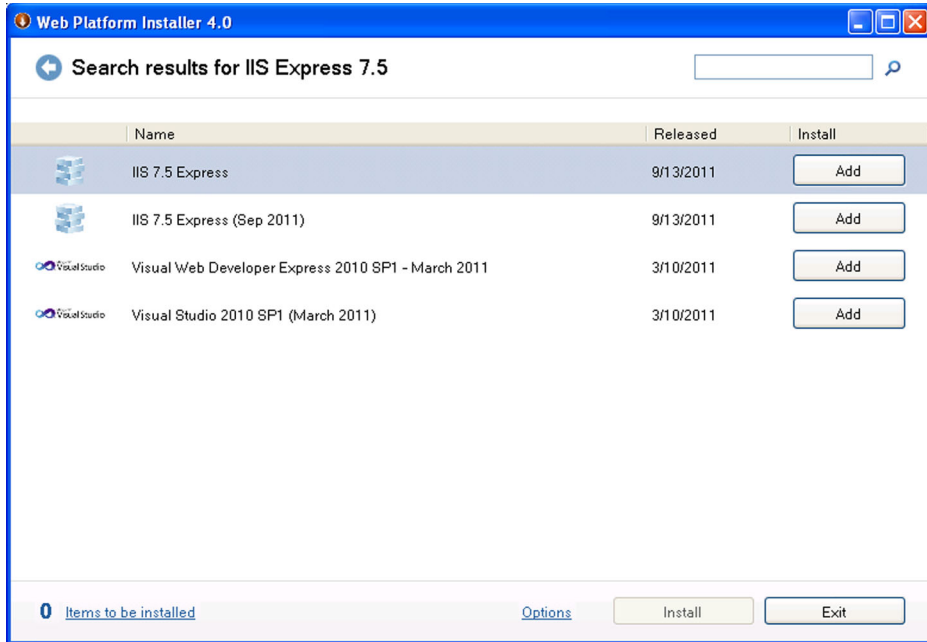 Web Platform Installer 4.0
Search results for IIS Express 7.5
Name Released Install
IIS 7.5 Express 9/13/2011 Add
IIS 7.5 Express (Sep 2011) 9/13/2011 Add
Visual Studio Visual Web Developer Express 2010 SP1 - March 2011 3/10/2011 Add
Visual Studio Visual Studio 2010 SP1 (March 2011) 3/10/2011 Add
0 Items to be installed Options Install Exit